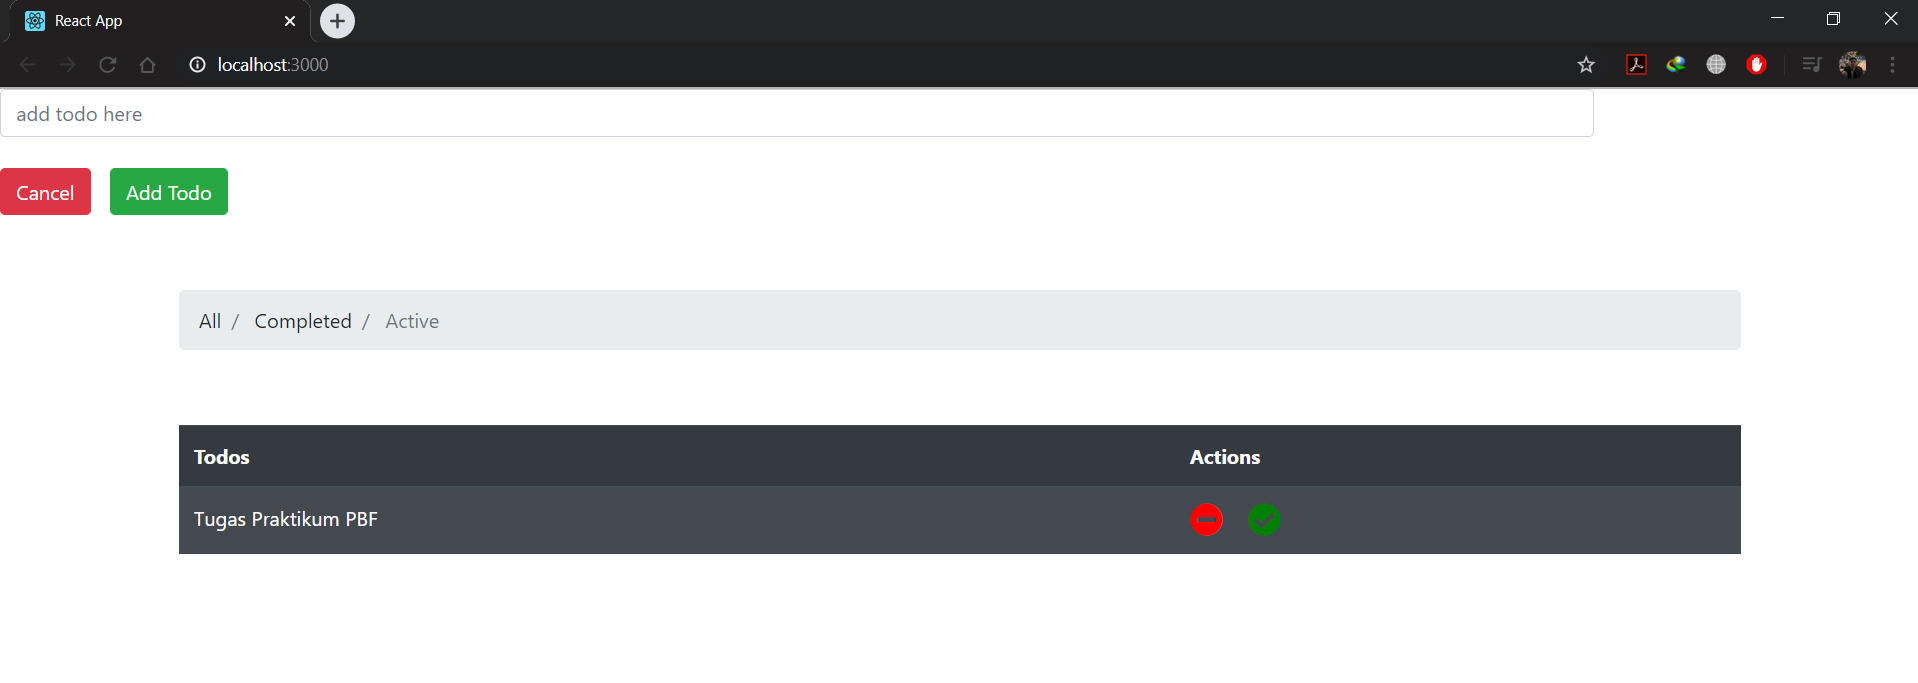 React App
localhost:3000
add todo here
Cancel Add Todo
All / Completed / Active
Todos Actions
Tugas Praktikum PBF